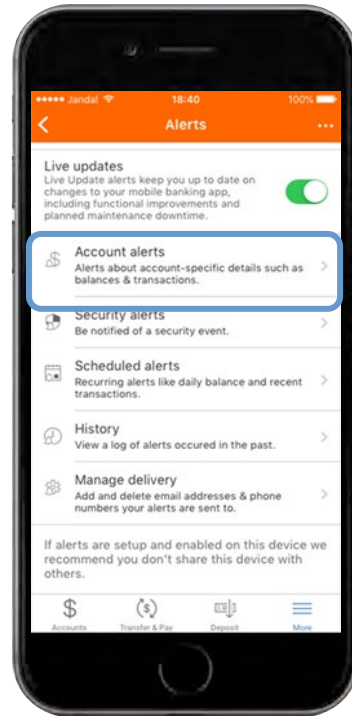 Jandal 18:40 100%
Alerts
Live updates
Live Update alerts keep you up to date on
changes to your mobile banking app,
including functional improvements and
planned maintenance downtime.
Account alerts
Alerts about account-specific details such as
balances & transactions.
Security alerts
Be notified of a security event.
Scheduled alerts
Recurring alerts like daily balance and recent
transactions.
History
View a log of alerts occured in the past.
Manage delivery
Add and delete email addresses & phone
numbers your alerts are sent to.
If alerts are setup and enabled on this device we
recommend you don't share this device with
others.
Accounts Transfer & Pay Deposit More